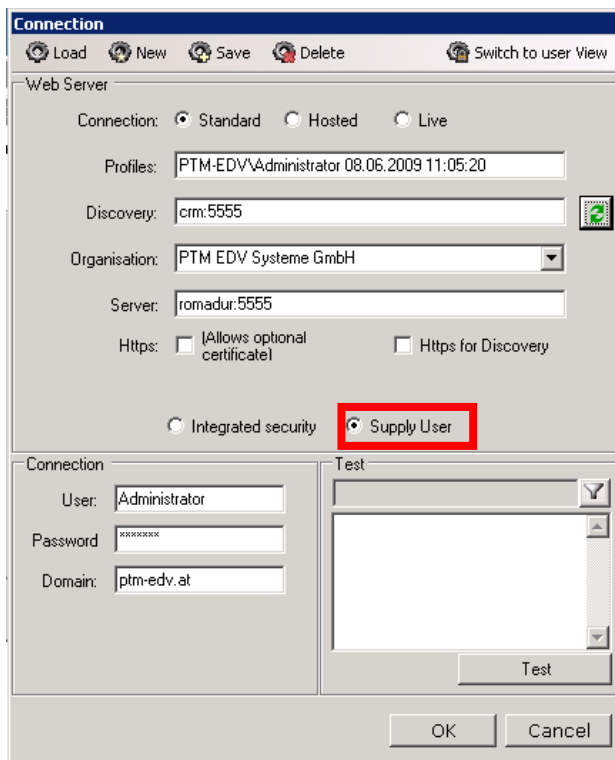 Connection
Load New Save Delete Switch to user View
Web Server
Connection: Standard Hosted Live
Profiles: PTM-EDV\Administrator 08.06.2009 11:05:20
Discovery: crm:5555
Organisation: PTM EDV Systeme GmbH
Server: romadur:5555
Https: (Allows optional certificate) Https for Discovery
Integrated security Supply User
Connection Test
User: Administrator
Password xxxxxxx
Domain: ptm-edv.at
Test
OK Cancel